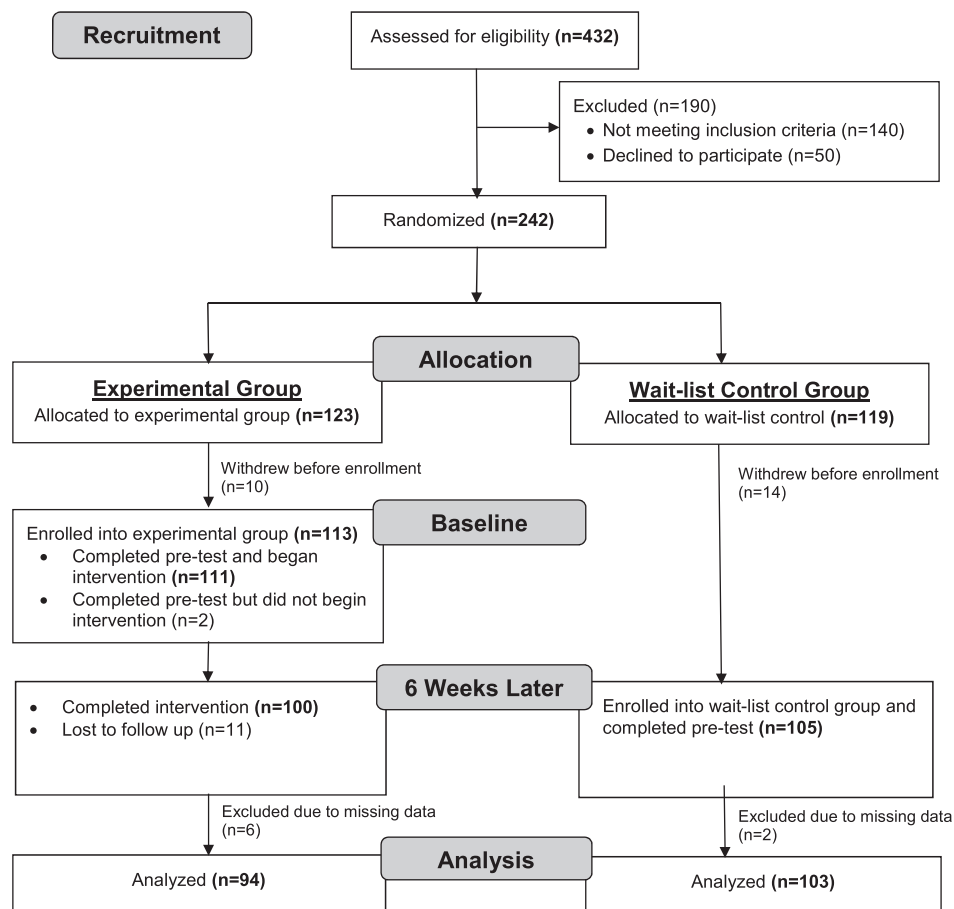 Recruitment
Assessed for eligibility (n=432)
Excluded (n=190)
• Not meeting inclusion criteria (n=140)
• Declined to participate (n=50)
Randomized (n=242)
Allocation
Experimental Group
Allocated to experimental group (n=123)
Wait-list Control Group
Allocated to wait-list control (n=119)
Withdrew before enrollment
(n=10)
Withdrew before enrollment
(n=14)
Baseline
Enrolled into experimental group (n=113)
• Completed pre-test and began
intervention (n=111)
• Completed pre-test but did not begin
intervention (n=2)
6 Weeks Later
• Completed intervention (n=100)
• Lost to follow up (n=11)
Enrolled into wait-list control group and
completed pre-test (n=105)
Excluded due to missing data
(n=6)
Excluded due to missing data
(n=2)
Analysis
Analyzed (n=94)
Analyzed (n=103)